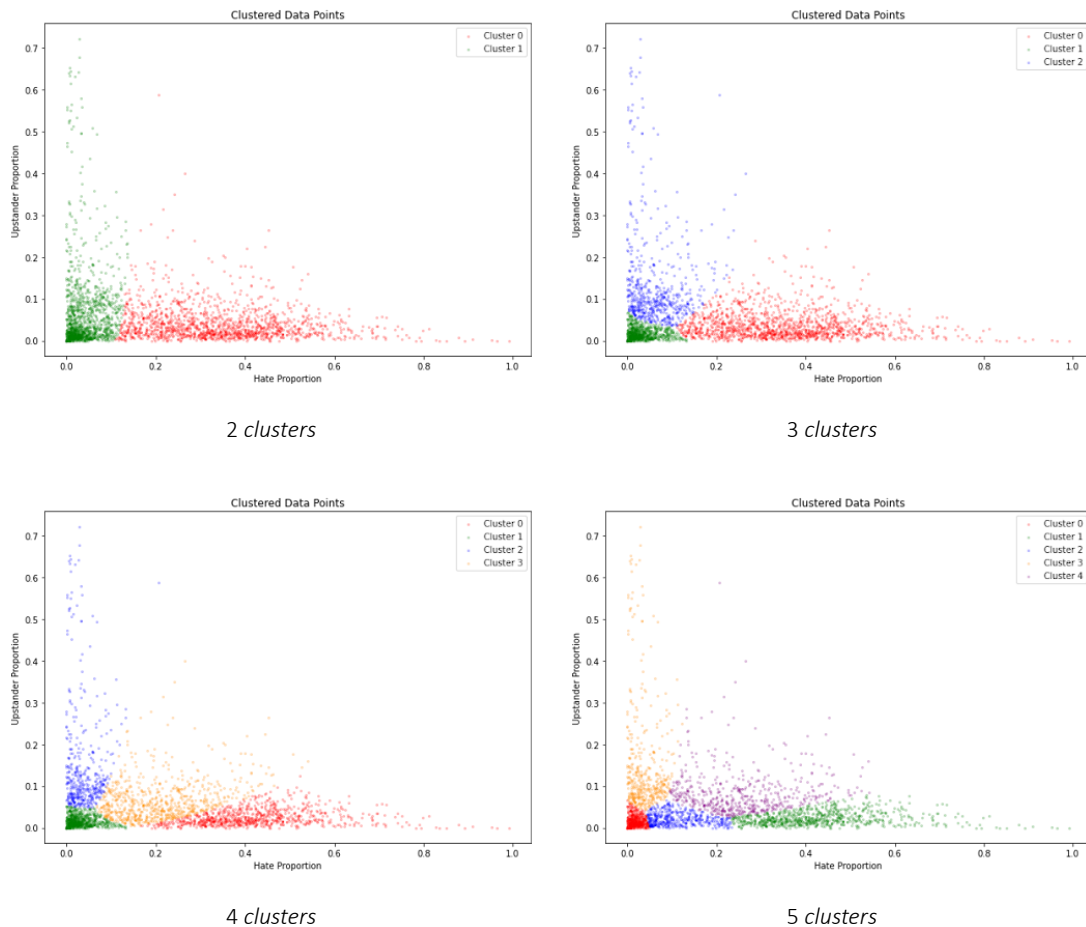 Clustered Data Points
Cluster 0
Cluster 1
0.7
0.6
0.5
0.4
0.3
0.2
0.1
0.0
Upstander Proportion
0.0 0.2 0.4 0.6 0.8 1.0
Hate Proportion
2 clusters
Clustered Data Points
Cluster 0
Cluster 1
Cluster 2
0.7
0.6
0.5
0.4
0.3
0.2
0.1
0.0
Upstander Proportion
0.0 0.2 0.4 0.6 0.8 1.0
Hate Proportion
3 clusters
Clustered Data Points
Cluster 0
Cluster 1
Cluster 2
Cluster 3
0.7
0.6
0.5
0.4
0.3
0.2
0.1
0.0
Upstander Proportion
0.0 0.2 0.4 0.6 0.8 1.0
Hate Proportion
4 clusters
Clustered Data Points
Cluster 0
Cluster 1
Cluster 2
Cluster 3
Cluster 4
0.7
0.6
0.5
0.4
0.3
0.2
0.1
0.0
Upstander Proportion
0.0 0.2 0.4 0.6 0.8 1.0
Hate Proportion
5 clusters